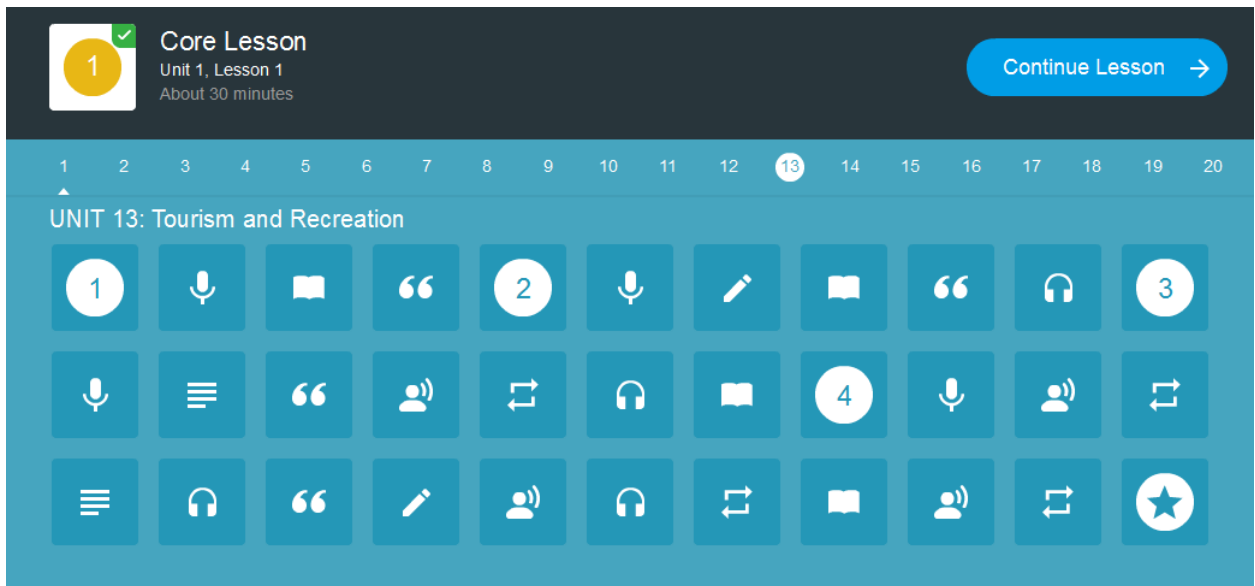 1
Core Lesson
Unit 1, Lesson 1
About 30 minutes
Continue Lesson
1 2 3 4 5 6 7 8 9 10 11 12 13 14 15 16 17 18 19 20
UNIT 13: Tourism and Recreation
1 2 3
4